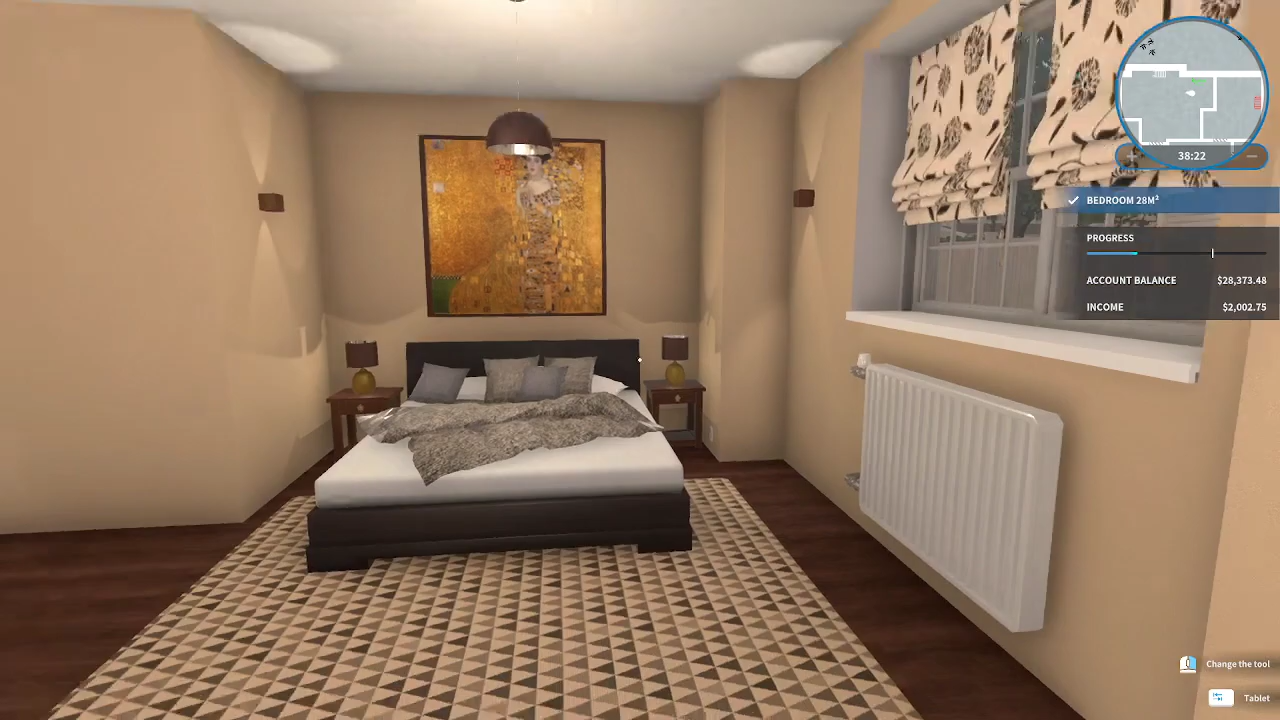 38:22
BEDROOM 28M²
PROGRESS
ACCOUNT BALANCE $28,373.48
INCOME $2,002.75
Change the tool
Tablet